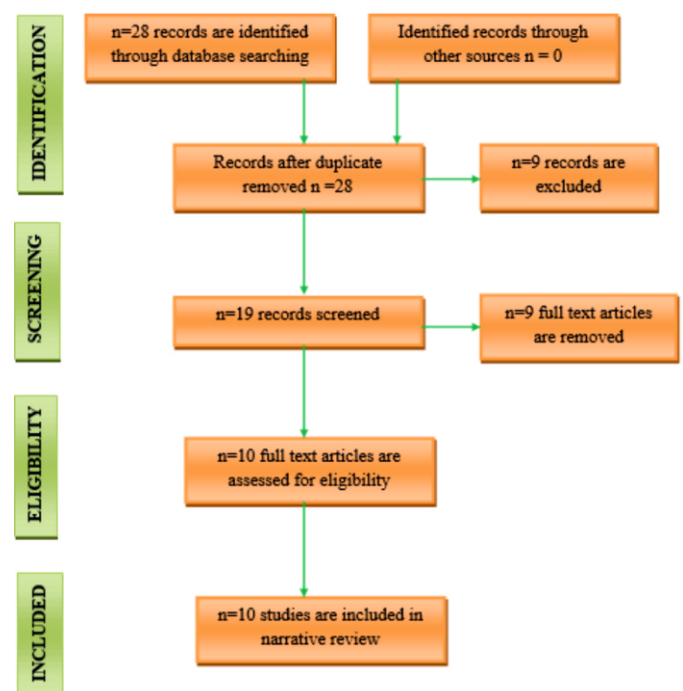 IDENTIFICATION
n=28 records are identified
through database searching
Identified records through
other sources n = 0
Records after duplicate
removed n =28
n=9 records are
excluded
SCREENING
n=19 records screened
n=9 full text articles
are removed
ELIGIBILITY
n=10 full text articles are
assessed for eligibility
INCLUDED
n=10 studies are included in
narrative review